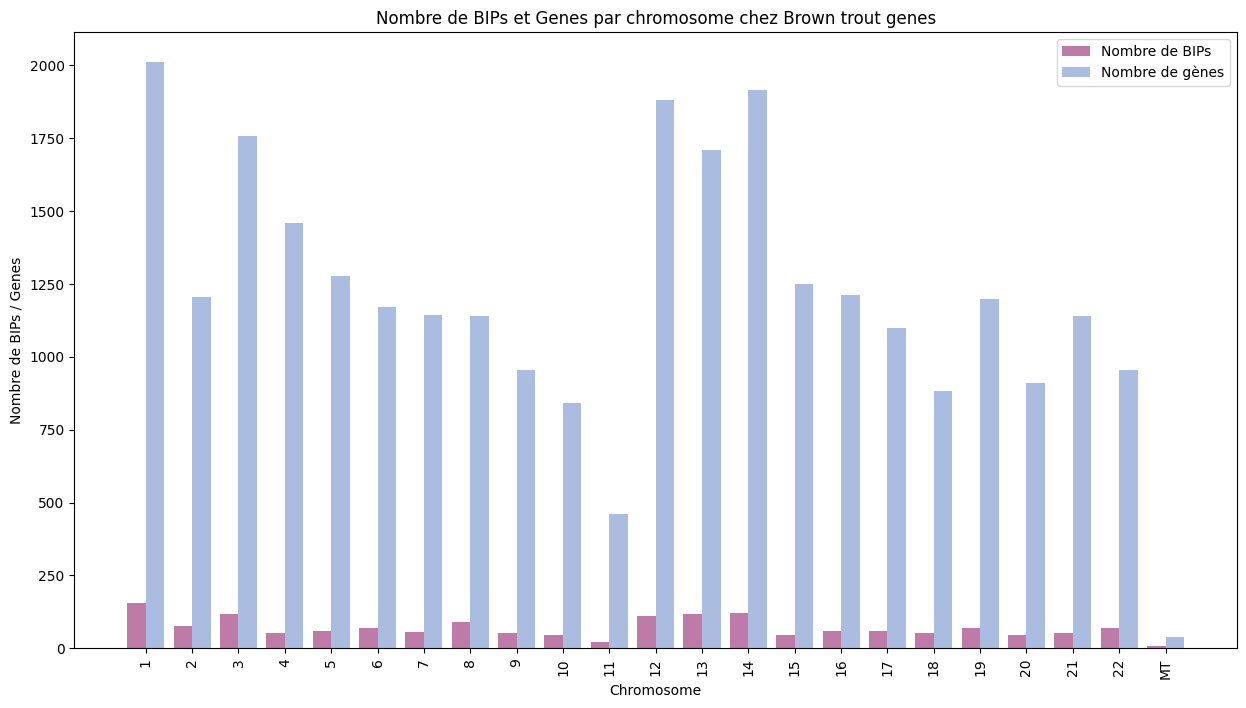 Nombre de BIPs et Genes par chromosome chez Brown trout genes
Nombre de BIPs
Nombre de gènes
Nombre de BIPs / Genes
2000
1750
1500
1250
1000
750
500
250
0
1 2 3 4 5 6 7 8 9 10 11 12 13 14 15 16 17 18 19 20 21 22 MT
Chromosome